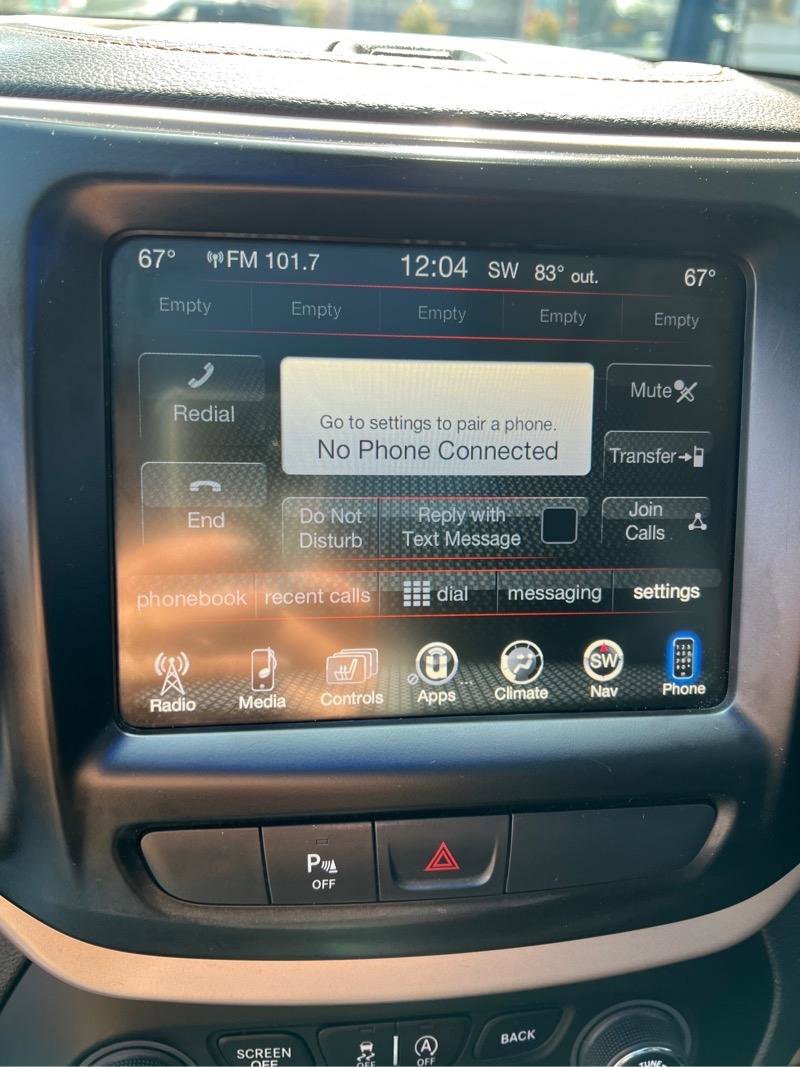 67° FM 101.7 12:04 SW 83° out. 67°
Empty Empty Empty Empty Empty
Redial
Go to settings to pair a phone.
No Phone Connected
Mute
Transfer
End
Do Not
Disturb
Reply with
Text Message
Join
Calls
phonebook recent calls dial messaging settings
SW
Radio Media Controls Apps Climate Nav Phone
P
OFF
SCREEN
OFF
OFF
A
OFF
BACK
TUNE